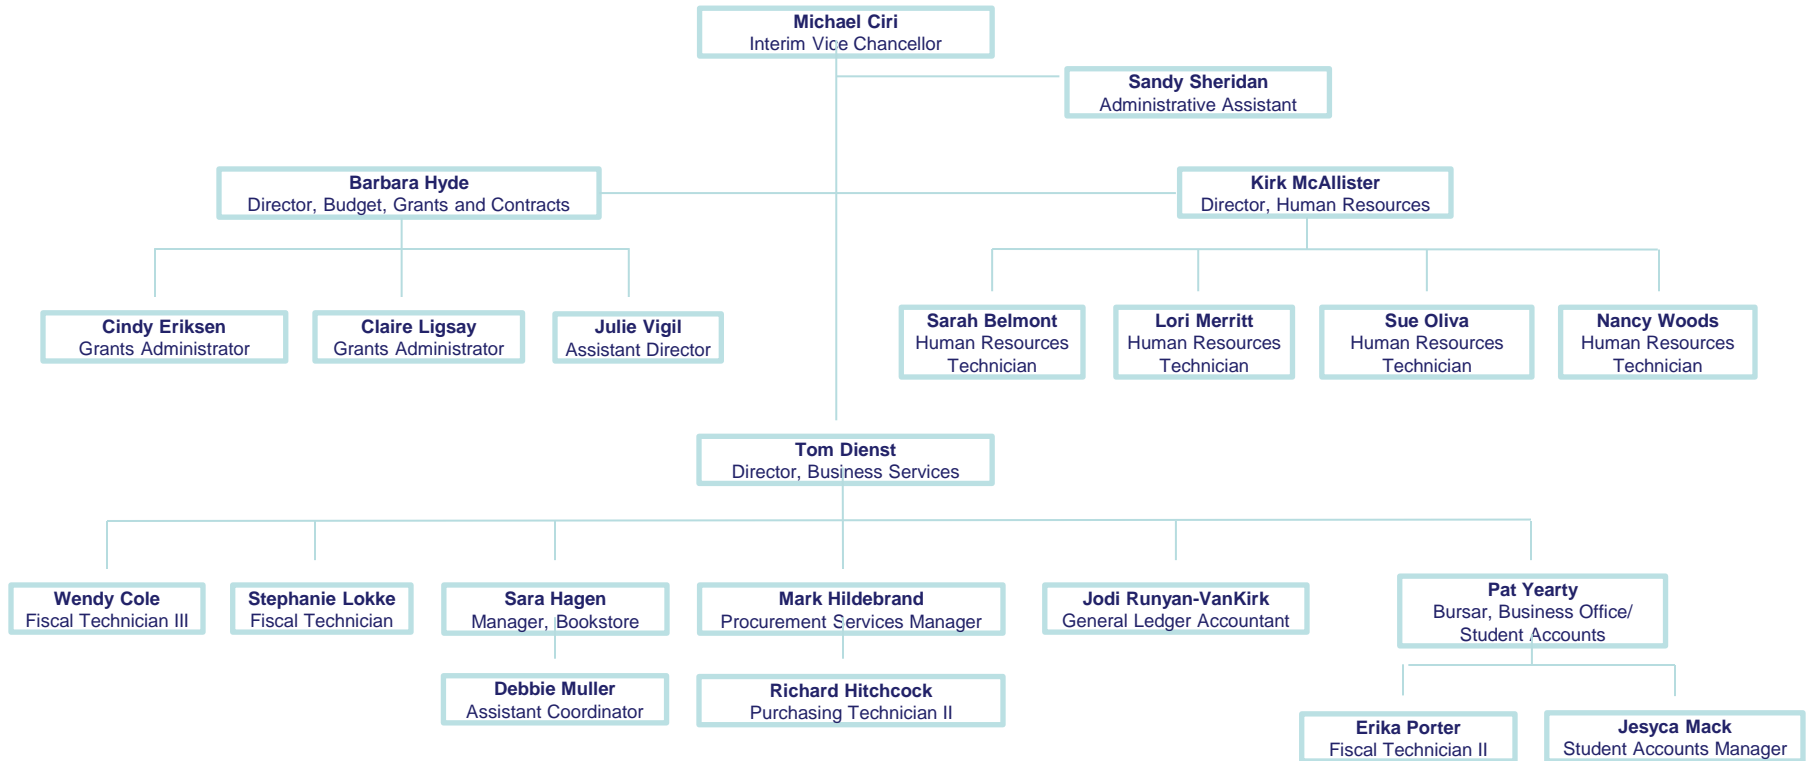 Michael Ciri
Interim Vice Chancellor
Sandy Sheridan
Administrative Assistant
Barbara Hyde
Director, Budget, Grants and Contracts
Kirk McAllister
Director, Human Resources
Cindy Eriksen
Grants Administrator
Claire Ligsay
Grants Administrator
Julie Vigil
Assistant Director
Sarah Belmont
Human Resources
Technician
Lori Merritt
Human Resources
Technician
Sue Oliva
Human Resources
Technician
Nancy Woods
Human Resources
Technician
Tom Dienst
Director, Business Services
Wendy Cole
Fiscal Technician III
Stephanie Lokke
Fiscal Technician
Sara Hagen
Manager, Bookstore
Mark Hildebrand
Procurement Services Manager
Jodi Runyan-VanKirk
General Ledger Accountant
Pat Yearty
Bursar, Business Office/
Student Accounts
Debbie Muller
Assistant Coordinator
Richard Hitchcock
Purchasing Technician II
Erika Porter
Fiscal Technician II
Jesyca Mack
Student Accounts Manager